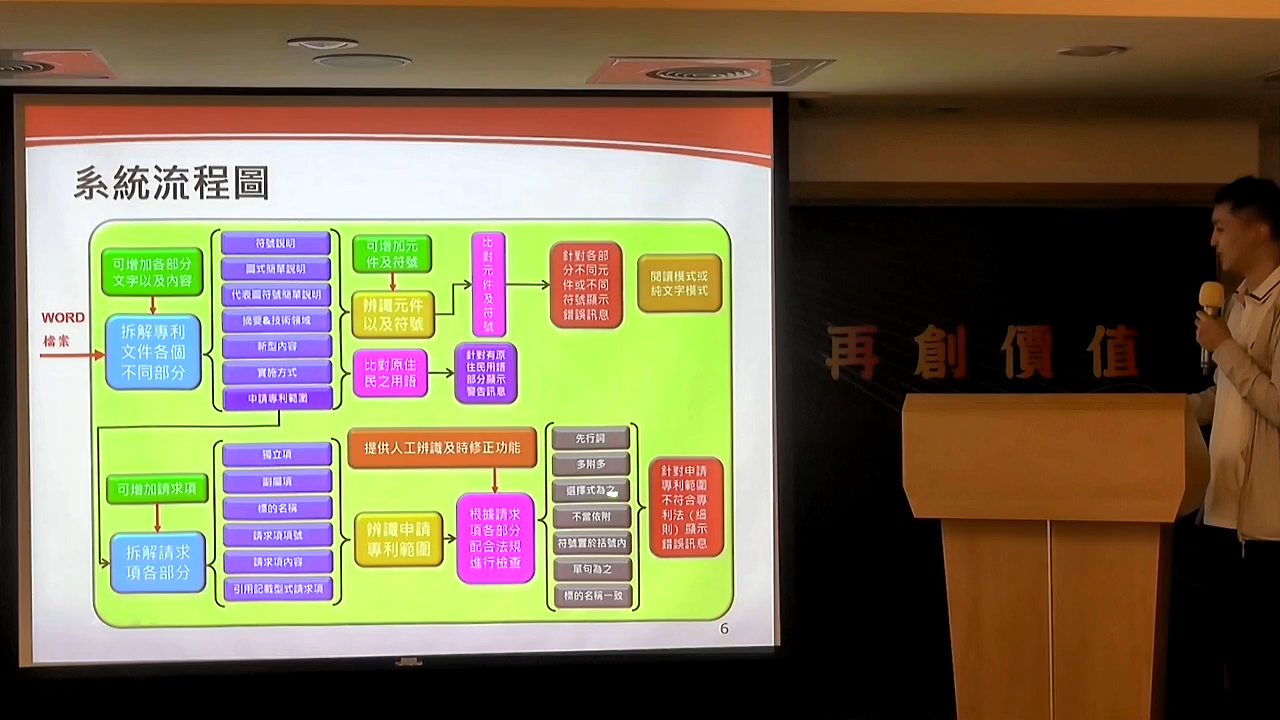 系統流程圖
WORD
檔案
可增加各部分
文字以及內容
拆解專利
文件各個
不同部分
符號說明
圖式簡單說明
代表圖符號簡單說明
摘要&技術領域
新型內容
實施方式
申請專利範圍
可增加元
件及符號
辨識元件
以及符號
比對原住
民之用語
比
對
元
件
及
符
號
針對有原
住民用語
部分顯示
警告訊息
針對各部
分不同元
件或不同
符號顯示
錯誤訊息
閱讀模式或
純文字模式
可增加請求項
拆解請求
項各部分
獨立項
副屬項
標的名稱
請求項項號
請求項內容
引用記載型式請求項
提供人工辨識及時修正功能
辨識申請
專利範圍
根據請求
項各部分
配合法規
進行檢查
先行詞
多附多
選擇式為之
不當依附
符號置於括號內
單句為之
標的名稱一致
針對申請
專利範圍
不符合專
利法(細
則)顯示
錯誤訊息
6
再創價值